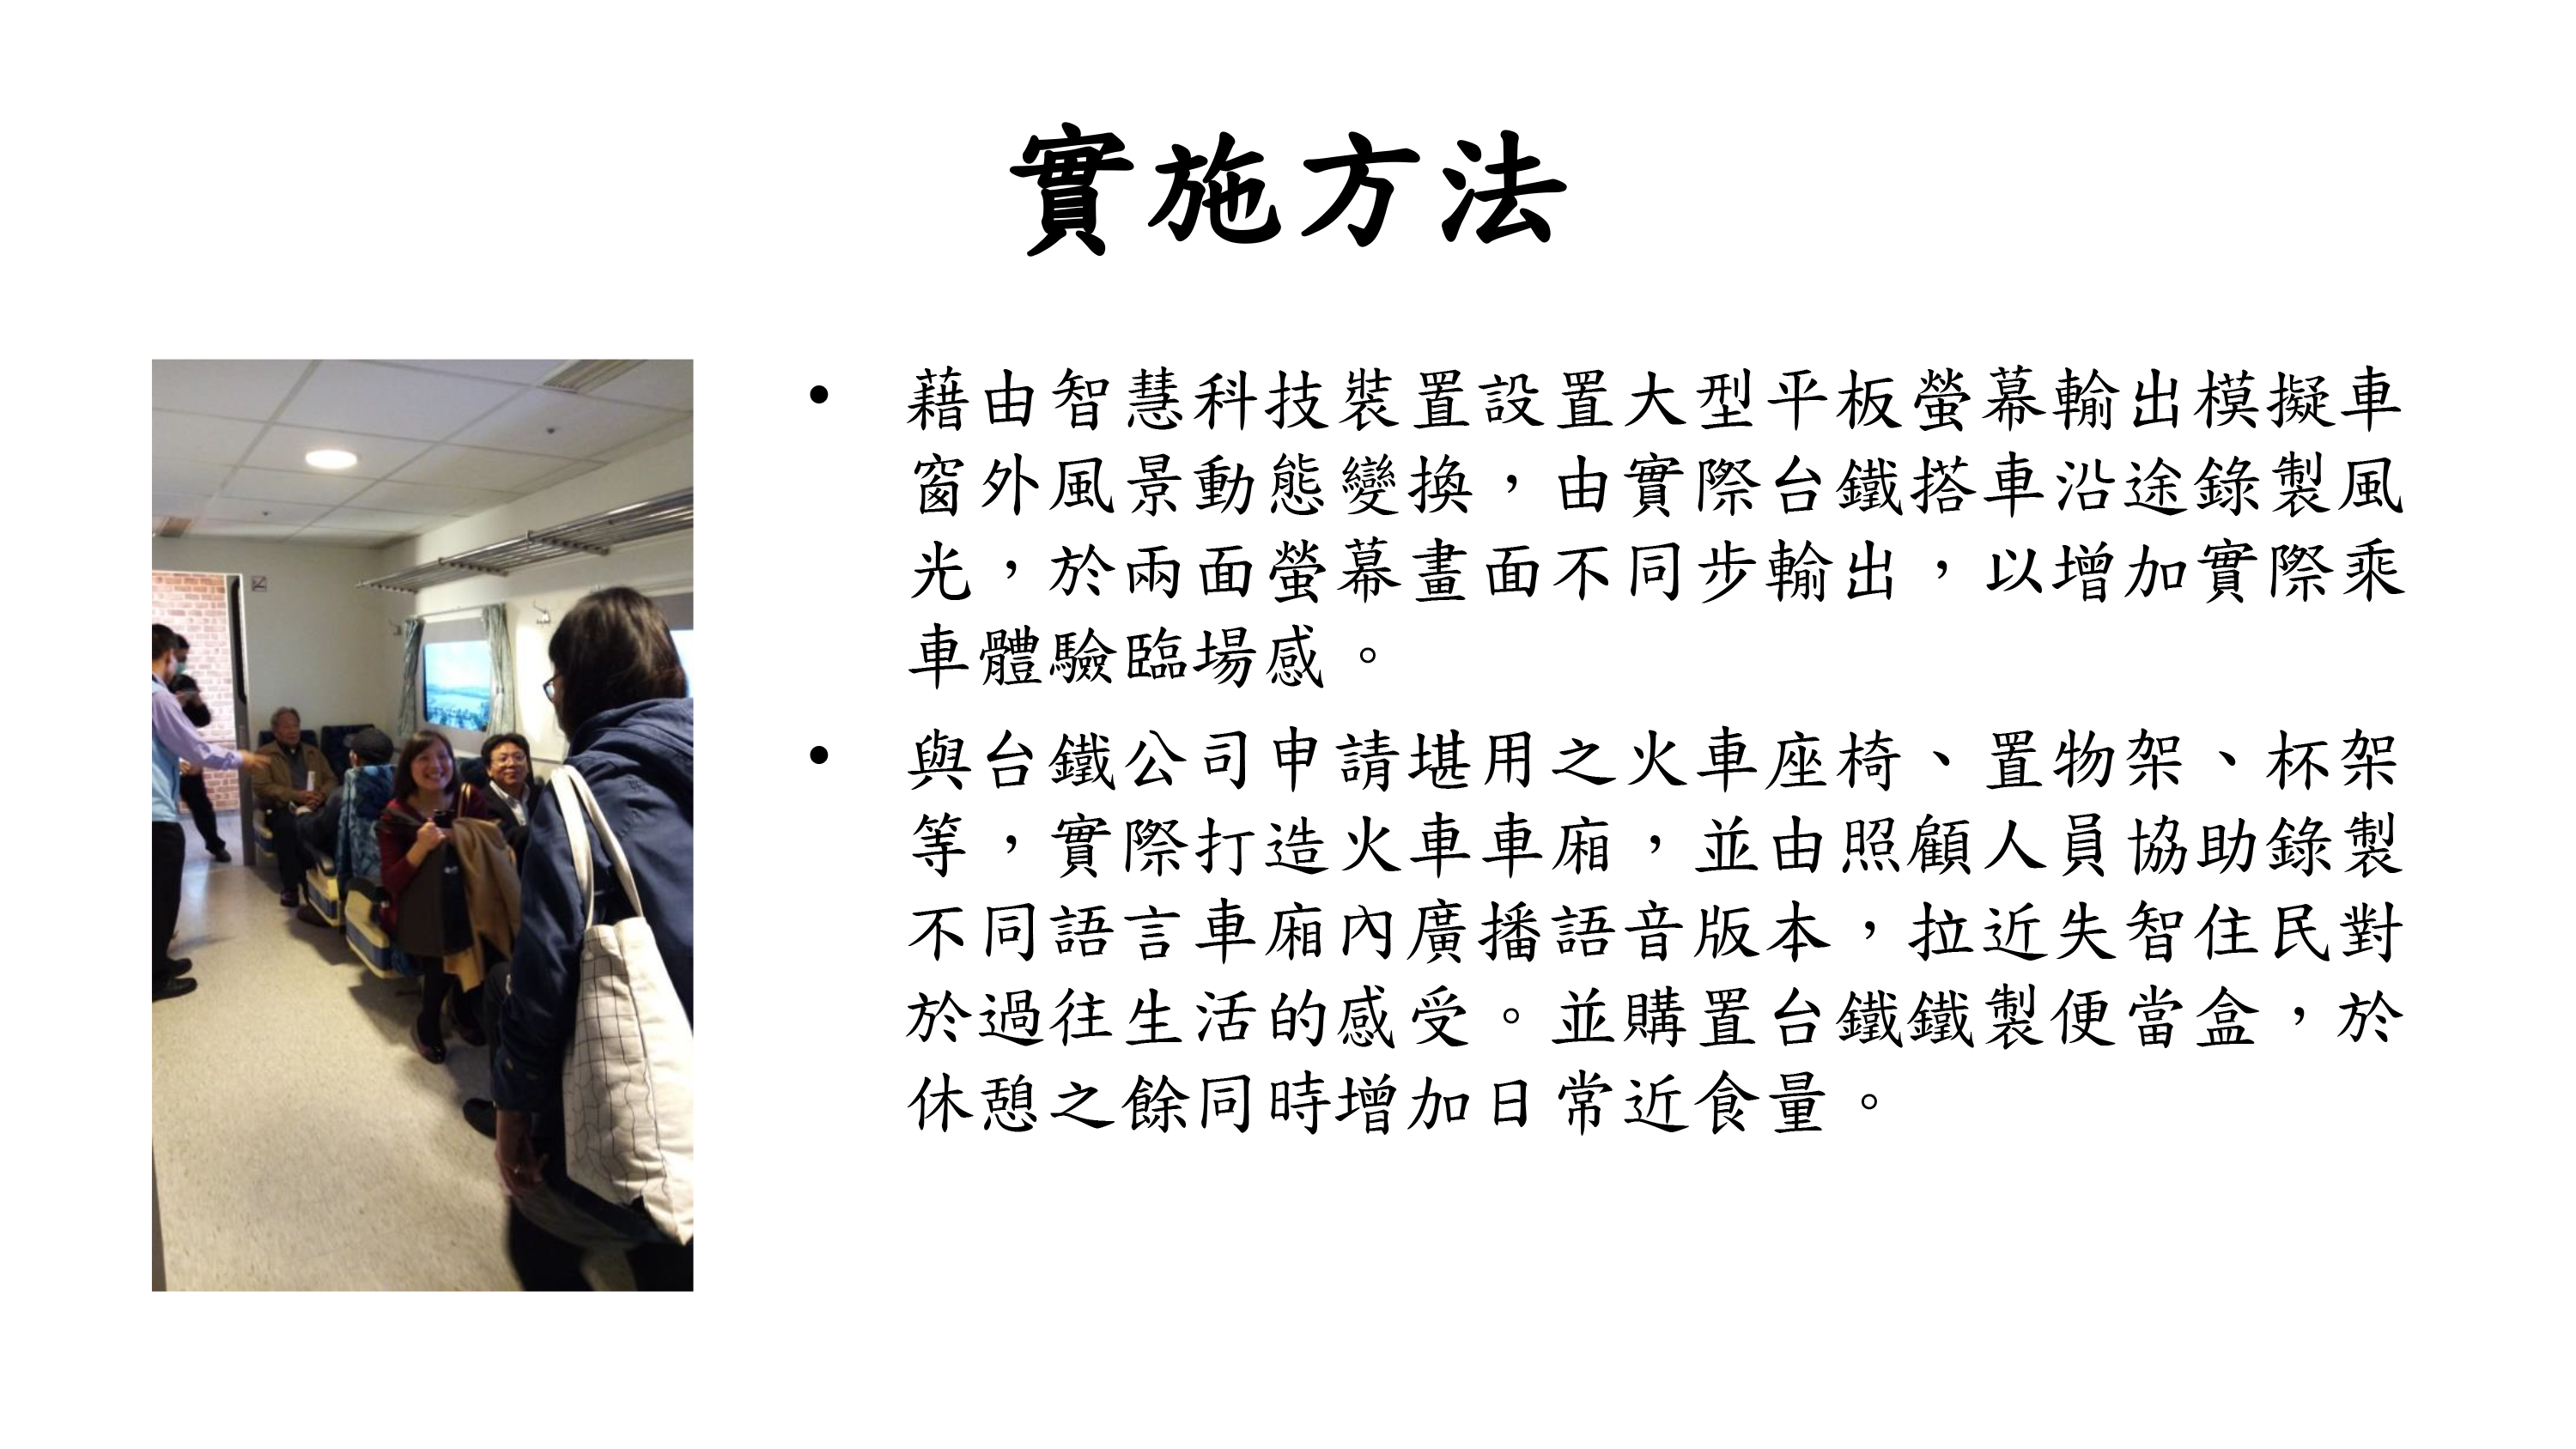 實施方法
• 藉由智慧科技裝置設置大型平板螢幕輸出模擬車
窗外風景動態變換，由實際台鐵搭車沿途錄製風
光，於兩面螢幕畫面不同步輸出，以增加實際乘
車體驗臨場感。
• 與台鐵公司申請堪用之火車座椅、置物架、杯架
等，實際打造火車車廂，並由照顧人員協助錄製
不同語言車廂內廣播語音版本，拉近失智住民對
於過往生活的感受。並購置台鐵鐵製便當盒，於
休憩之餘同時增加日常近食量。